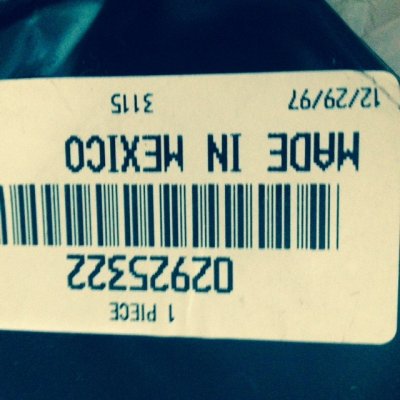 1 PIECE
02925322
MADE IN MEXICO
12/29/97 3115